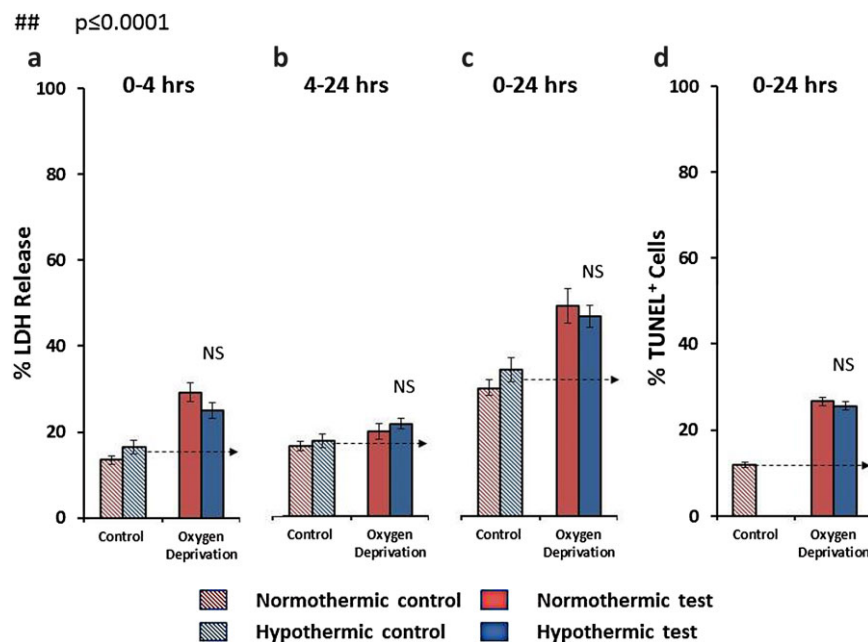 ## p≤0.0001
a b c d
0-4 hrs 4-24 hrs 0-24 hrs 0-24 hrs
% LDH Release
100
80
60
40
20
0
NS
NS
NS
Control Oxygen Deprivation
Control Oxygen Deprivation
Control Oxygen Deprivation
% TUNEL⁺ Cells
100
80
60
40
20
0
NS
Control Oxygen Deprivation
Normothermic control Normothermic test
Hypothermic control Hypothermic test